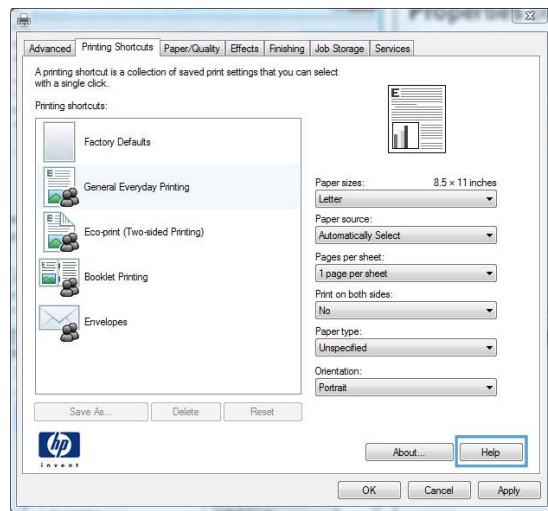 Properties
Advanced Printing Shortcuts Paper/Quality Effects Finishing Job Storage Services
A printing shortcut is a collection of saved print settings that you can select
with a single click.
Printing shortcuts:
Factory Defaults
General Everyday Printing
Eco-print (Two-sided Printing)
Booklet Printing
Envelopes
E
Paper sizes: 8.5 × 11 inches
Letter
Paper source:
Automatically Select
Pages per sheet:
1 page per sheet
Print on both sides:
No
Paper type:
Unspecified
Orientation:
Portrait
Save As... Delete Reset
hp
invent
About... Help
OK Cancel Apply